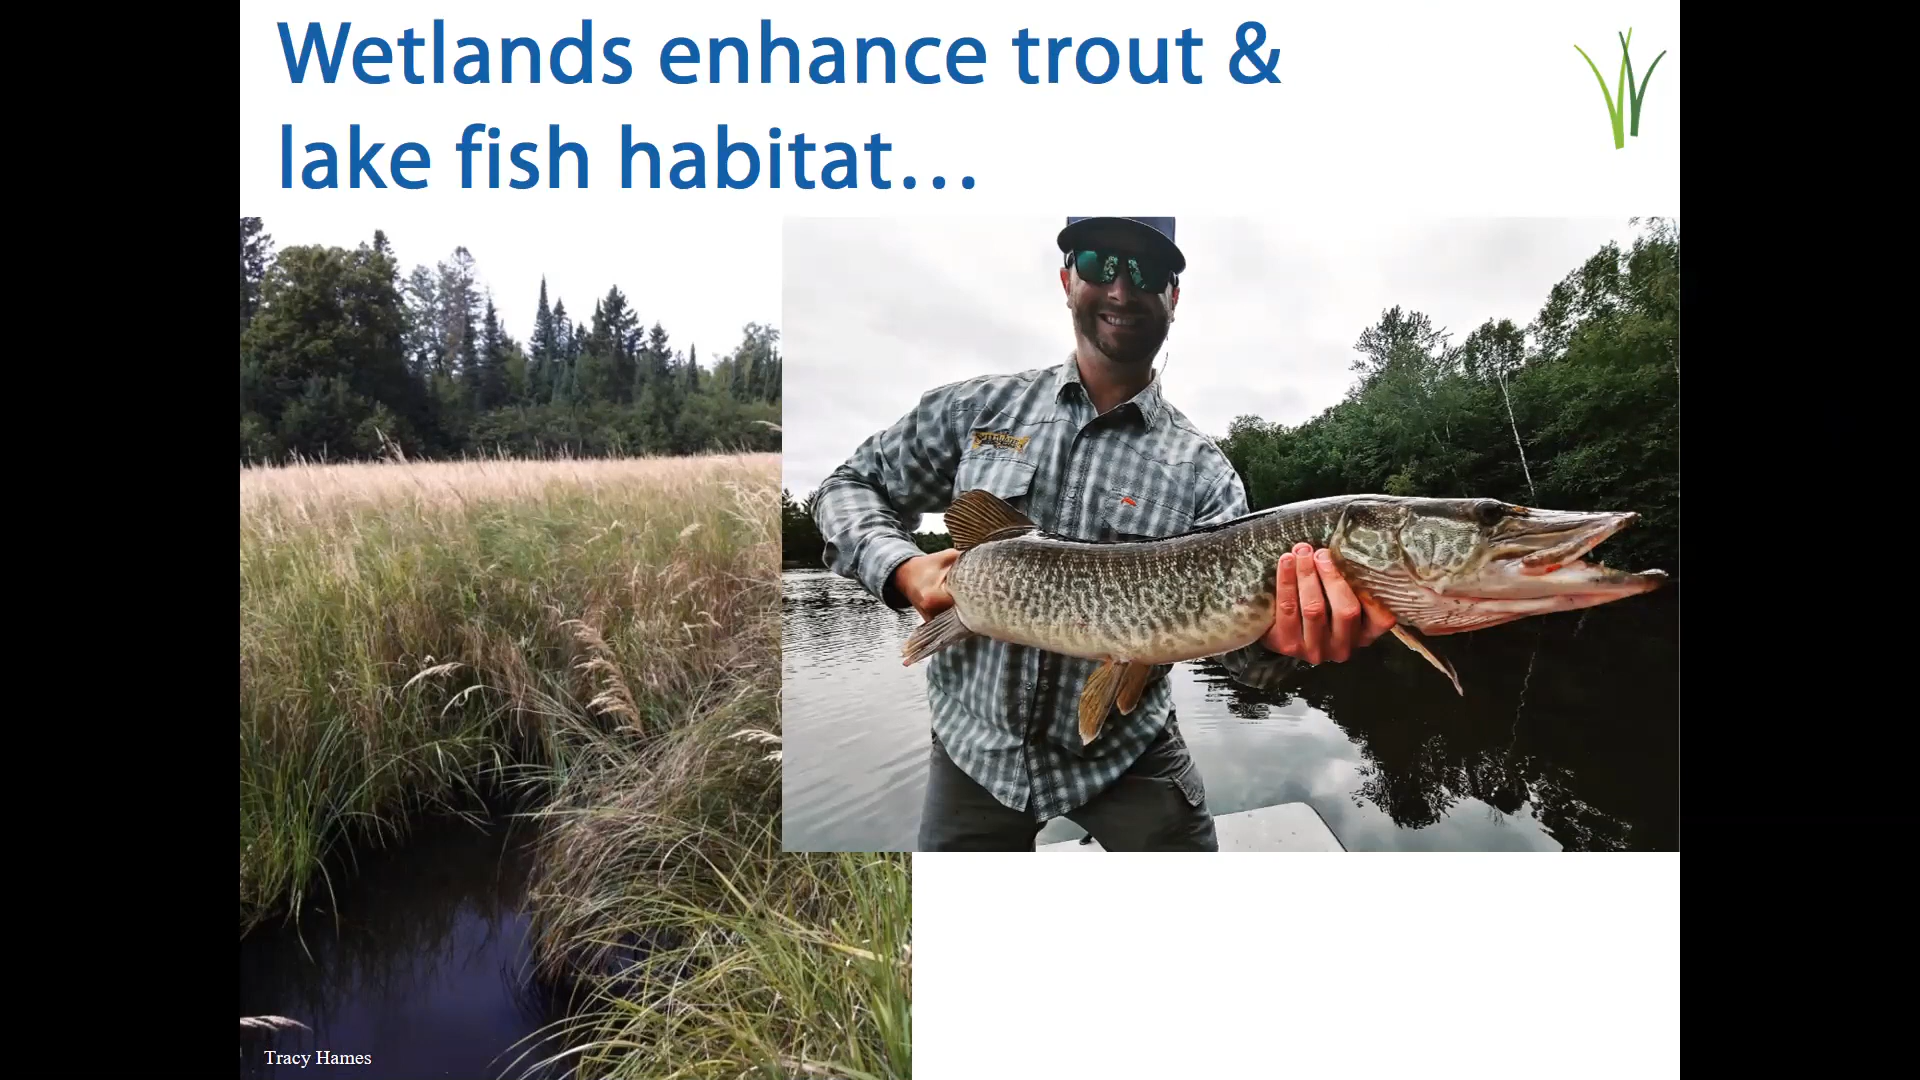 Wetlands enhance trout &
lake fish habitat…
Tracy Hames